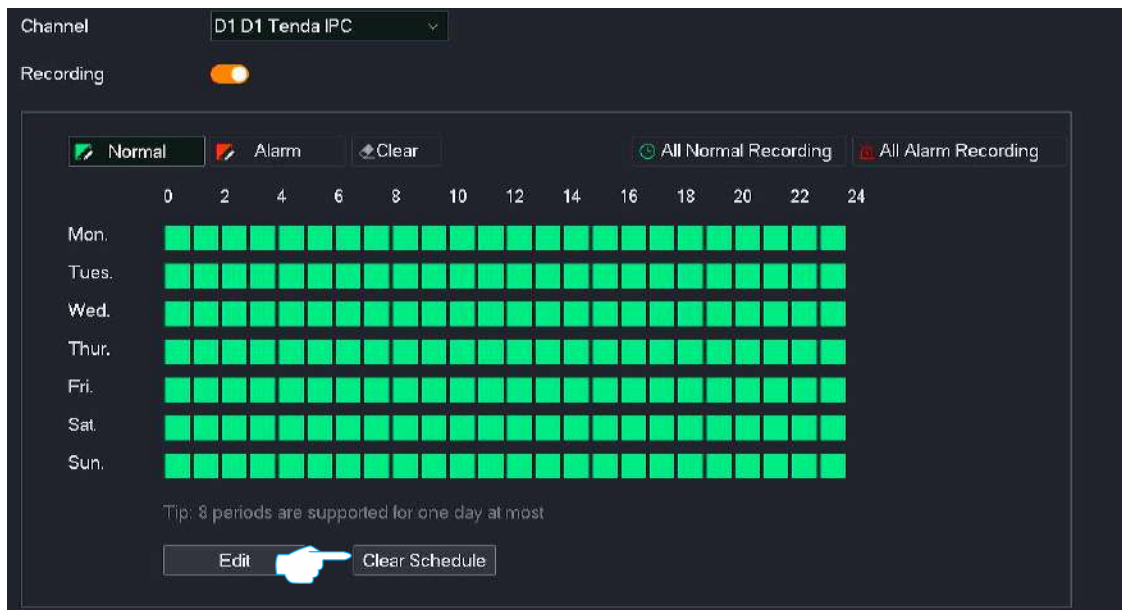 Channel D1 D1 Tenda IPC
Recording
Normal Alarm Clear All Normal Recording All Alarm Recording
0 2 4 6 8 10 12 14 16 18 20 22 24
Mon.
Tues.
Wed.
Thur.
Fri.
Sat.
Sun.
Tip: 8 periods are supported for one day at most
Edit Clear Schedule